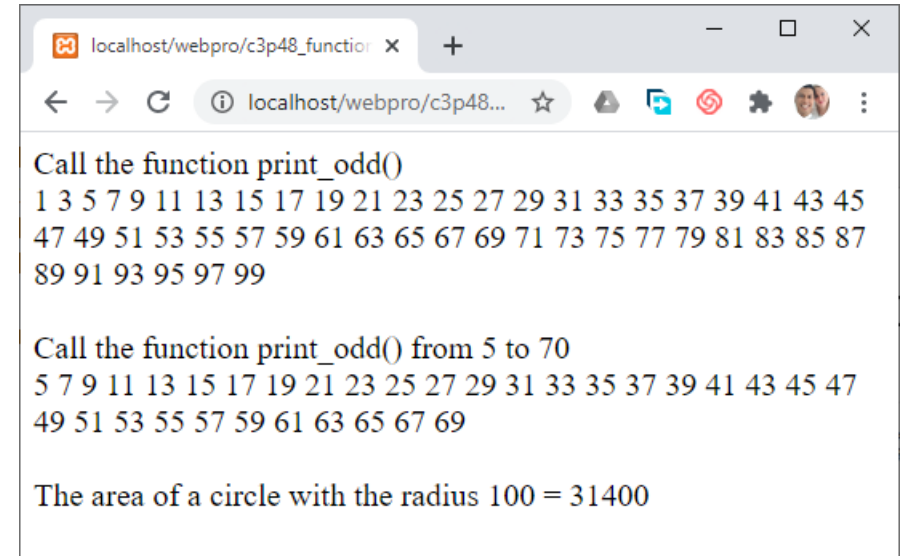 localhost/webpro/c3p48_function
localhost/webpro/c3p48...
Call the function print_odd()
1 3 5 7 9 11 13 15 17 19 21 23 25 27 29 31 33 35 37 39 41 43 45
47 49 51 53 55 57 59 61 63 65 67 69 71 73 75 77 79 81 83 85 87
89 91 93 95 97 99
Call the function print_odd() from 5 to 70
5 7 9 11 13 15 17 19 21 23 25 27 29 31 33 35 37 39 41 43 45 47
49 51 53 55 57 59 61 63 65 67 69
The area of a circle with the radius 100 = 31400